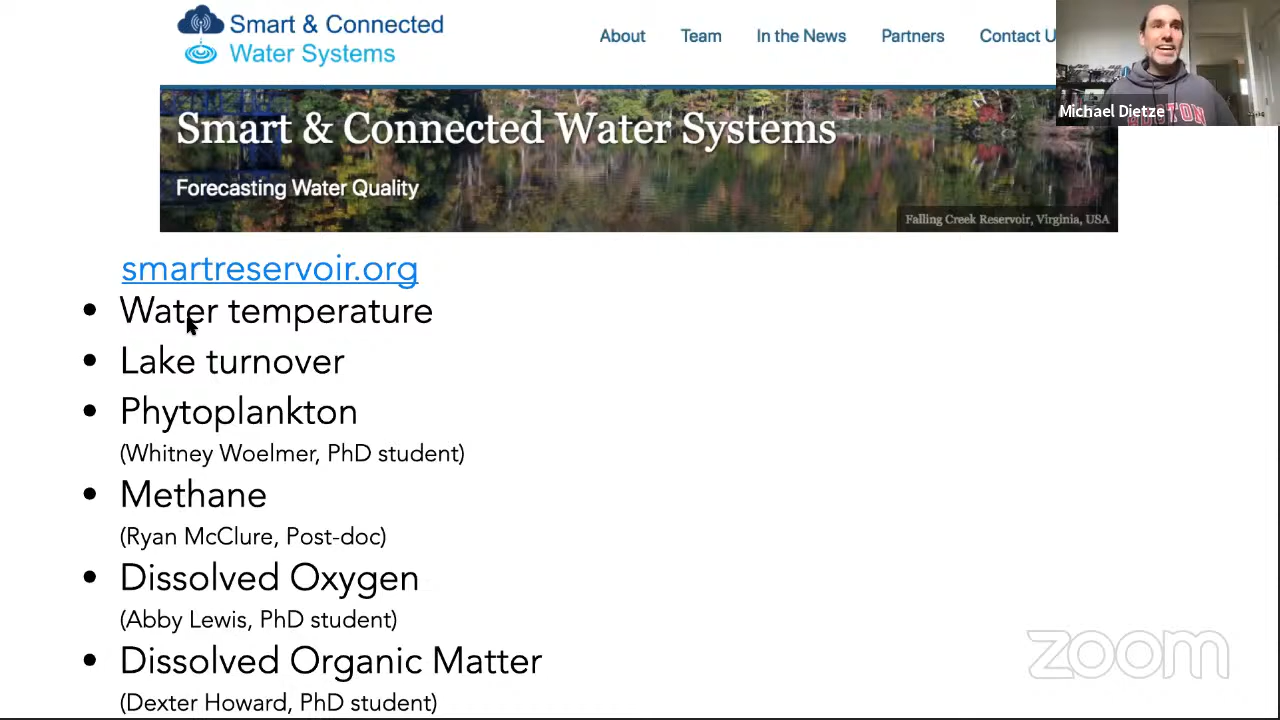 Smart & Connected
Water Systems
About Team In the News Partners Contact U
Michael Dietze
BOSTON
Smart & Connected Water Systems
Forecasting Water Quality
Falling Creek Reservoir, Virginia, USA
smartreservoir.org
• Water temperature
• Lake turnover
• Phytoplankton
(Whitney Woelmer, PhD student)
• Methane
(Ryan McClure, Post-doc)
• Dissolved Oxygen
(Abby Lewis, PhD student)
• Dissolved Organic Matter
(Dexter Howard, PhD student)
zoom